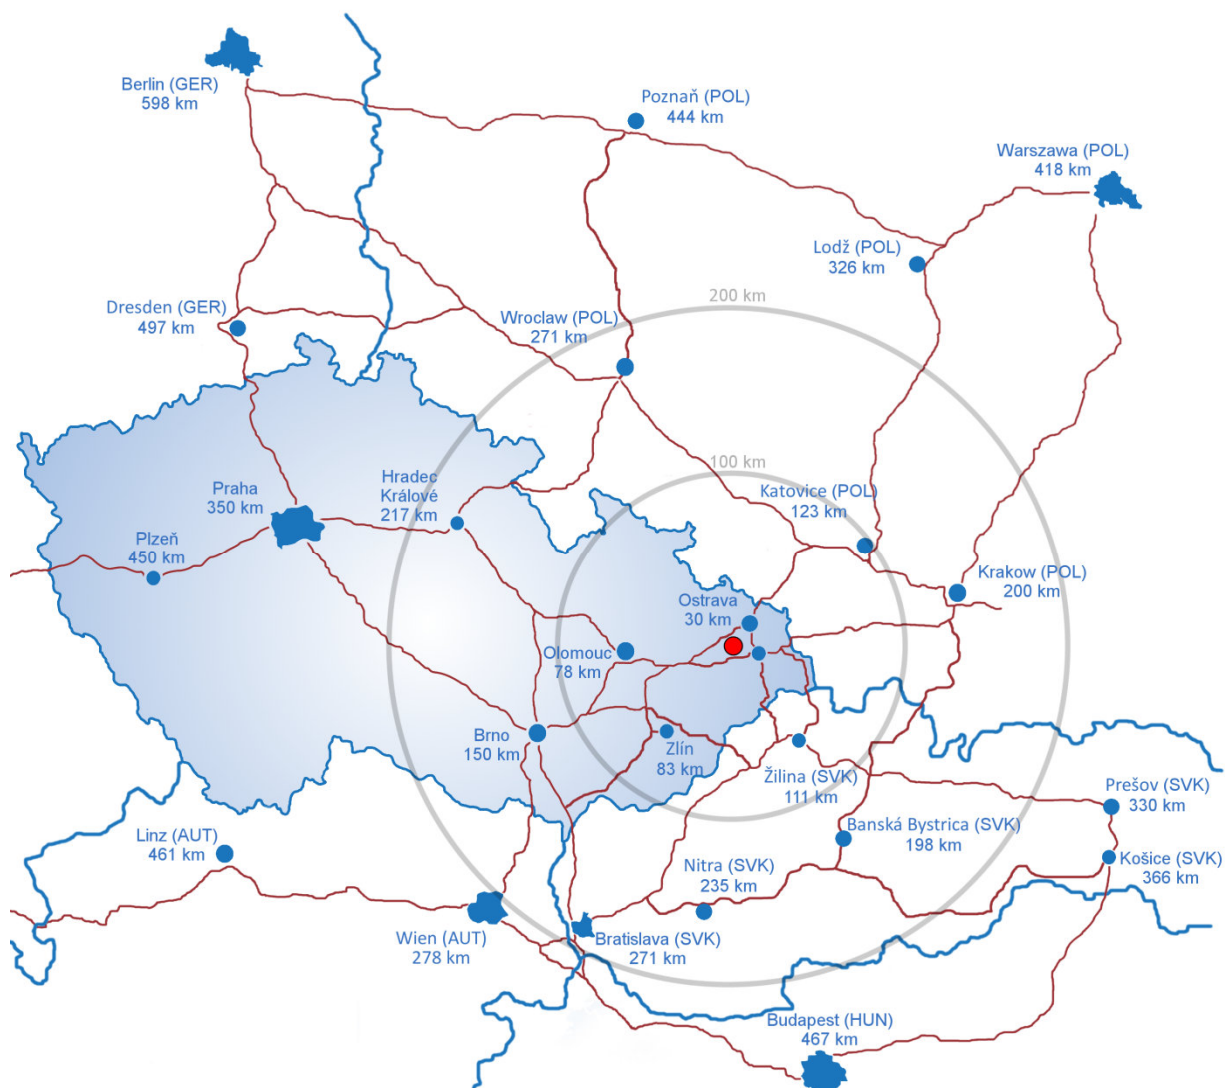 Berlin (GER)
598 km
Poznaň (POL)
444 km
Warszawa (POL)
418 km
Lodž (POL)
326 km
200 km
Dresden (GER)
497 km
Wroclaw (POL)
271 km
100 km
Hradec
Králové
217 km
Praha
350 km
Katovice (POL)
123 km
Plzeň
450 km
Krakow (POL)
200 km
Ostrava
30 km
Olomouc
78 km
Brno
150 km
Zlín
83 km
Žilina (SVK)
111 km
Prešov (SVK)
330 km
Linz (AUT)
461 km
Banská Bystrica (SVK)
198 km
Nitra (SVK)
235 km
Košice (SVK)
366 km
Wien (AUT)
278 km
Bratislava (SVK)
271 km
Budapest (HUN)
467 km